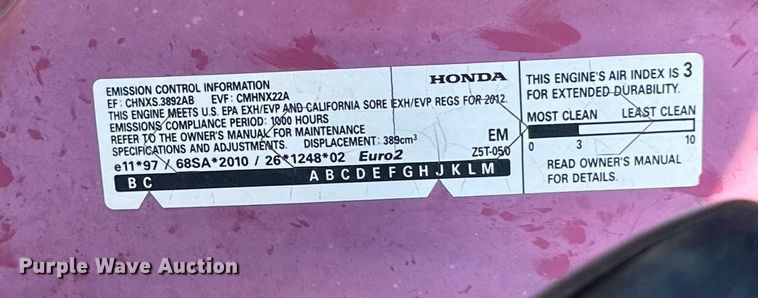 EMISSION CONTROL INFORMATION
EF: CHNXS.3892AB EVF: CMHNX22A
THIS ENGINE MEETS U.S. EPA EXH/EVP AND CALIFORNIA SORE EXH/EVP REGS FOR 2012.
EMISSIONS COMPLIANCE PERIOD: 1000 HOURS
REFER TO THE OWNER'S MANUAL FOR MAINTENANCE
SPECIFICATIONS AND ADJUSTMENTS. DISPLACEMENT: 389cm³
e11*97 / 68SA*2010 / 26*1248*02 Euro2
B C A B C D E F G H J K L M
HONDA
EM
Z5T-050
THIS ENGINE'S AIR INDEX IS 3
FOR EXTENDED DURABILITY.
MOST CLEAN LEAST CLEAN
0 3 10
READ OWNER'S MANUAL
FOR DETAILS.
Purple Wave Auction